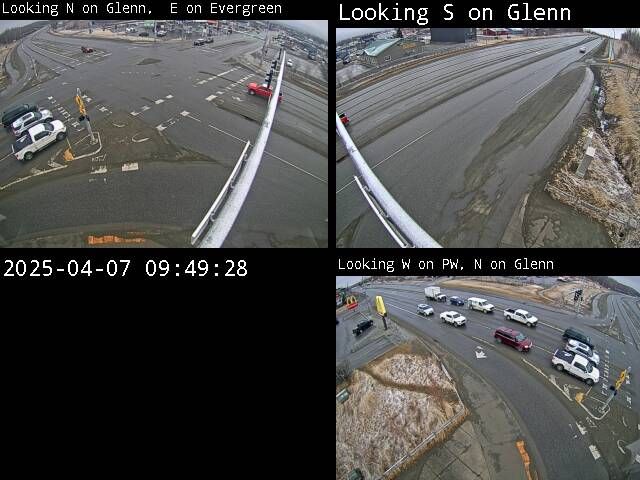 Looking N on Glenn,  E on Evergreen
Looking S on Glenn
2025-04-07 09:49:28
Looking W on PW, N on Glenn